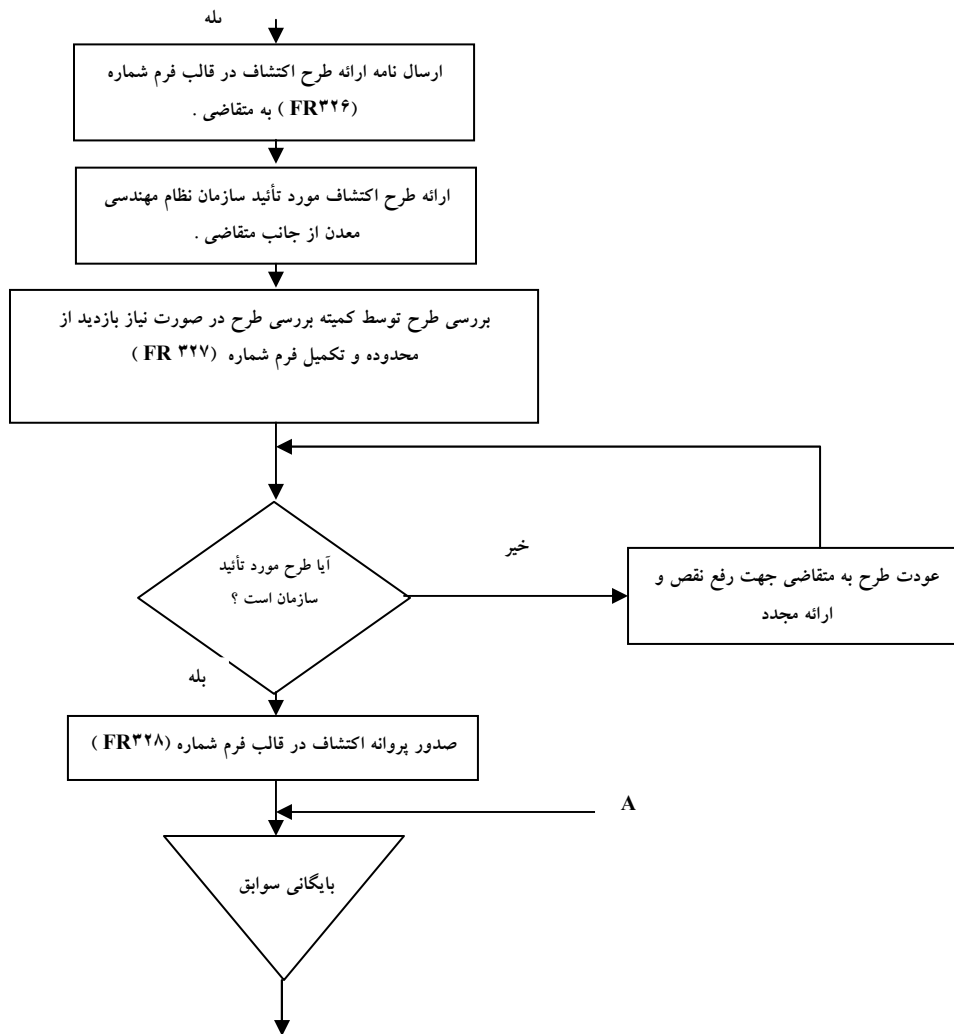 بله
ارسال نامه ارائه طرح اکتشاف در قالب فرم شماره
(FR۳۲۶ ) به متقاضی .
ارائه طرح اکتشاف مورد تأئید سازمان نظام مهندسی
معدن از جانب متقاضی .
بررسی طرح توسط کمیته بررسی طرح در صورت نیاز بازدید از
محدوده و تکمیل فرم شماره (FR ۳۲۷ )
خیر
آیا طرح مورد تأئید
سازمان است ؟
عودت طرح به متقاضی جهت رفع نقص و
ارائه مجدد
بله
صدور پروانه اکتشاف در قالب فرم شماره (FR۳۲۸ )
A
بایگانی سوابق